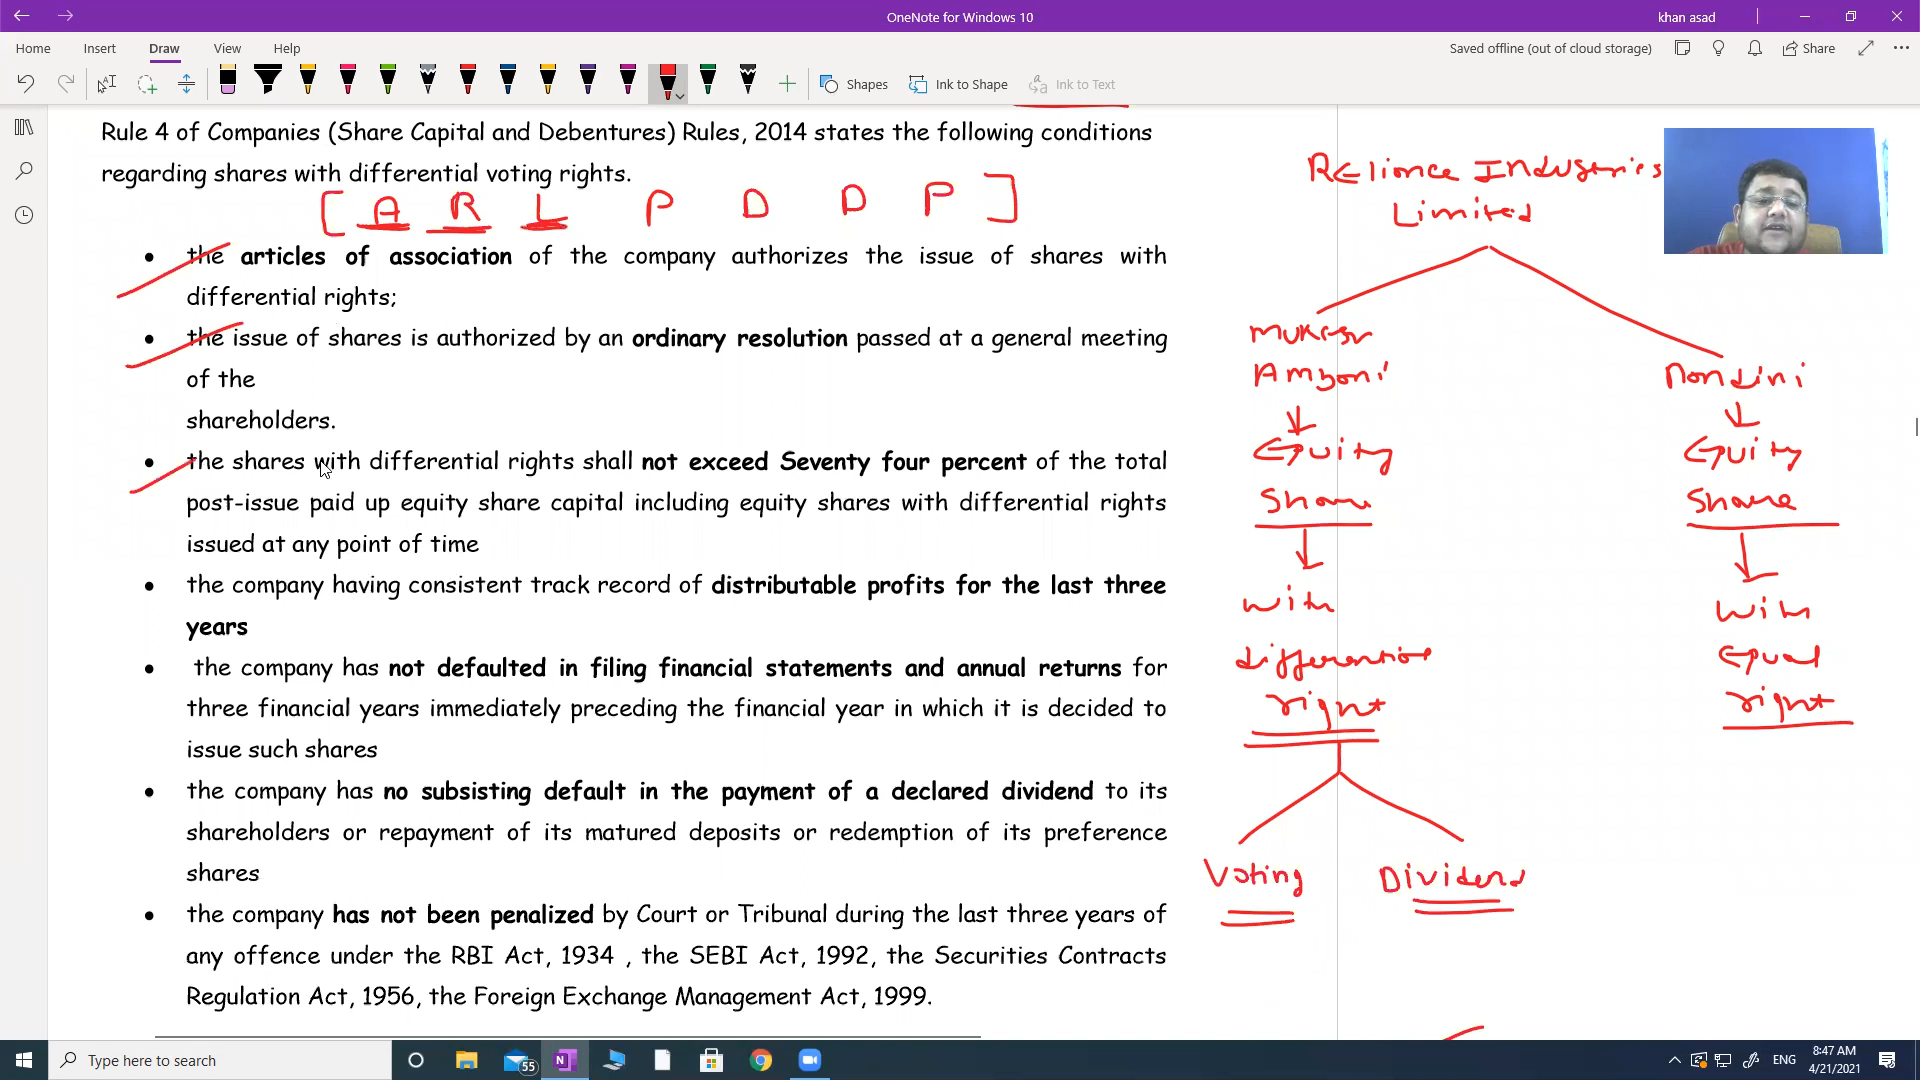 OneNote for Windows 10
khan asad
Home Insert Draw View Help
Saved offline (out of cloud storage)
Share
Shapes
Ink to Shape
Ink to Text
Rule 4 of Companies (Share Capital and Debentures) Rules, 2014 states the following conditions
regarding shares with differential voting rights.
[ A R L P D D P ]
• the articles of association of the company authorizes the issue of shares with
differential rights;
• the issue of shares is authorized by an ordinary resolution passed at a general meeting
of the
shareholders.
• the shares with differential rights shall not exceed Seventy four percent of the total
post-issue paid up equity share capital including equity shares with differential rights
issued at any point of time
• the company having consistent track record of distributable profits for the last three
years
• the company has not defaulted in filing financial statements and annual returns for
three financial years immediately preceding the financial year in which it is decided to
issue such shares
• the company has no subsisting default in the payment of a declared dividend to its
shareholders or repayment of its matured deposits or redemption of its preference
shares
• the company has not been penalized by Court or Tribunal during the last three years of
any offence under the RBI Act, 1934 , the SEBI Act, 1992, the Securities Contracts
Regulation Act, 1956, the Foreign Exchange Management Act, 1999.
Reliance Industries
Limited
Mukesh
Ambani
Equity
Share
with
differential
right
Voting
Dividend
Nandini
Equity
Share
with
Equal
right
Type here to search
55
ENG
8:47 AM
4/21/2021